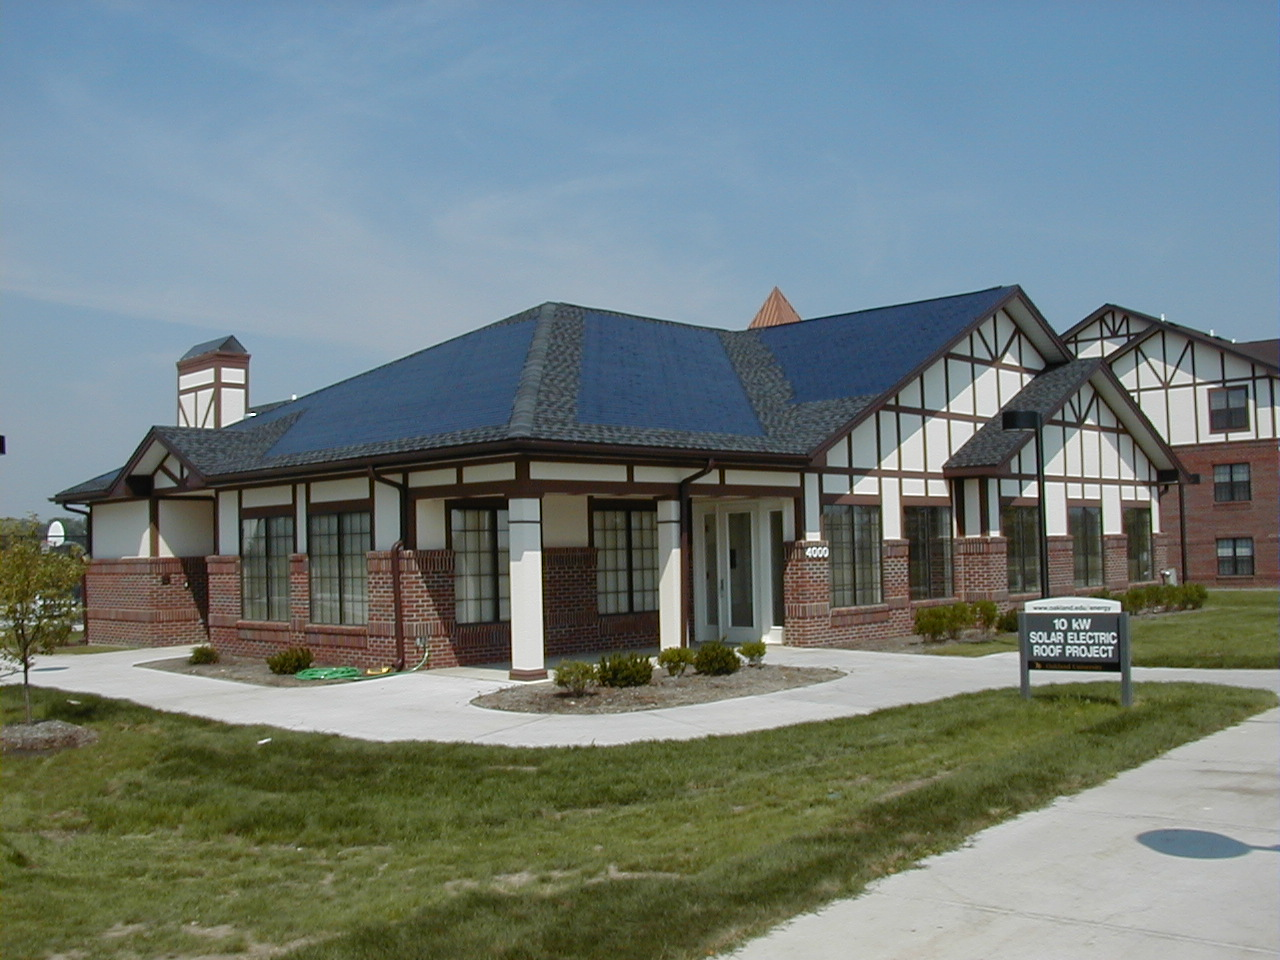 4000
www.oakland.edu/energy
10 kW
SOLAR ELECTRIC
ROOF PROJECT
Oakland University